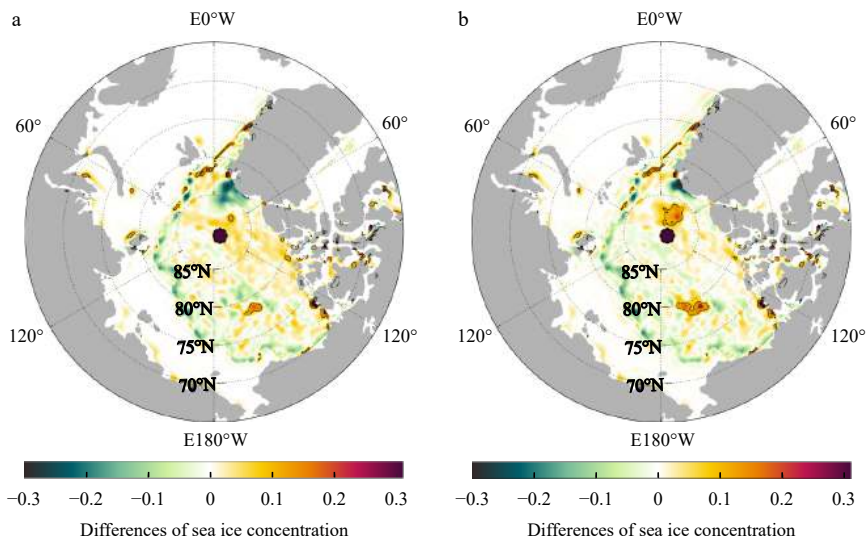 a
E0°W
b
E0°W
60°
60°
60°
60°
85°N
80°N
75°N
70°N
85°N
80°N
75°N
70°N
120°
120°
120°
120°
E180°W
E180°W
−0.3 −0.2 −0.1 0 0.1 0.2 0.3
−0.3 −0.2 −0.1 0 0.1 0.2 0.3
Differences of sea ice concentration
Differences of sea ice concentration